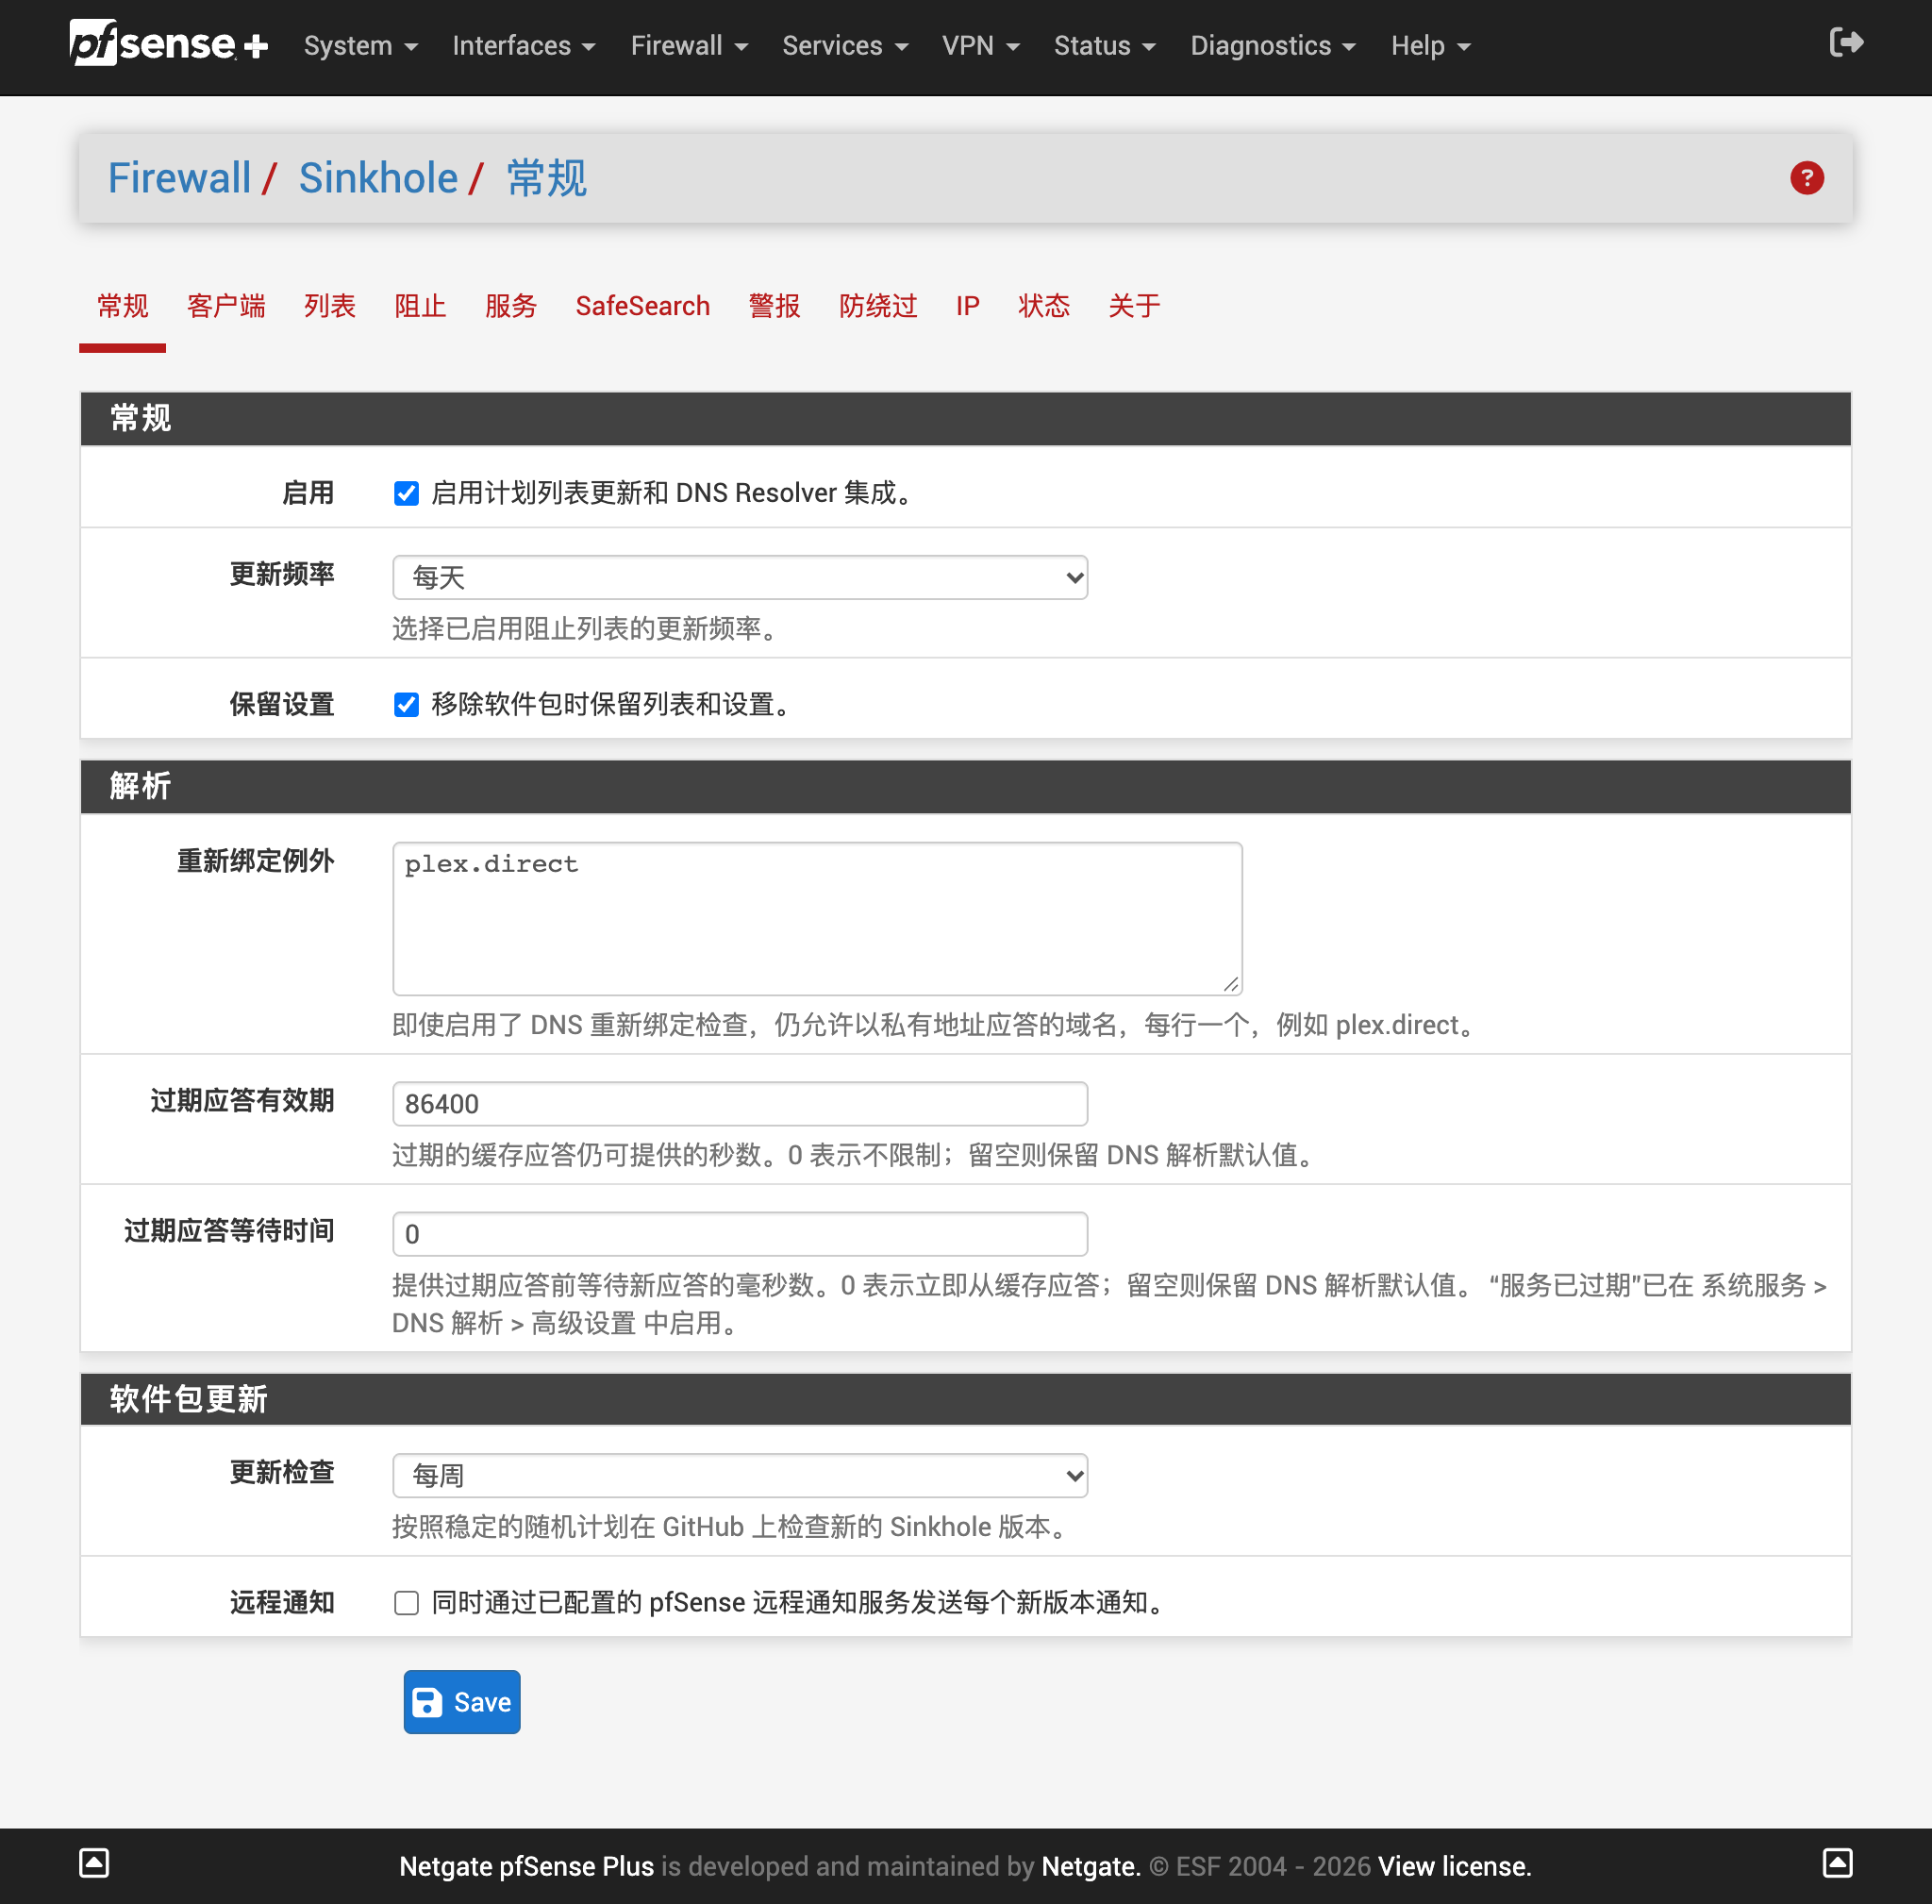 pfsense+ System Interfaces Firewall Services VPN Status Diagnostics Help
Firewall / Sinkhole / 常规
常规 客户端 列表 阻止 服务 SafeSearch 警报 防绕过 IP 状态 关于
常规
启用 启用计划列表更新和 DNS Resolver 集成。
更新频率 每天
选择已启用阻止列表的更新频率。
保留设置 移除软件包时保留列表和设置。
解析
重新绑定例外 plex.direct
即使启用了 DNS 重新绑定检查，仍允许以私有地址应答的域名，每行一个，例如 plex.direct。
过期应答有效期 86400
过期的缓存应答仍可提供的秒数。0 表示不限制；留空则保留 DNS 解析默认值。
过期应答等待时间 0
提供过期应答前等待新应答的毫秒数。0 表示立即从缓存应答；留空则保留 DNS 解析默认值。 “服务已过期”已在 系统服务 >
DNS 解析 > 高级设置 中启用。
软件包更新
更新检查 每周
按照稳定的随机计划在 GitHub 上检查新的 Sinkhole 版本。
远程通知 同时通过已配置的 pfSense 远程通知服务发送每个新版本通知。
Save
Netgate pfSense Plus is developed and maintained by Netgate. © ESF 2004 - 2026 View license.